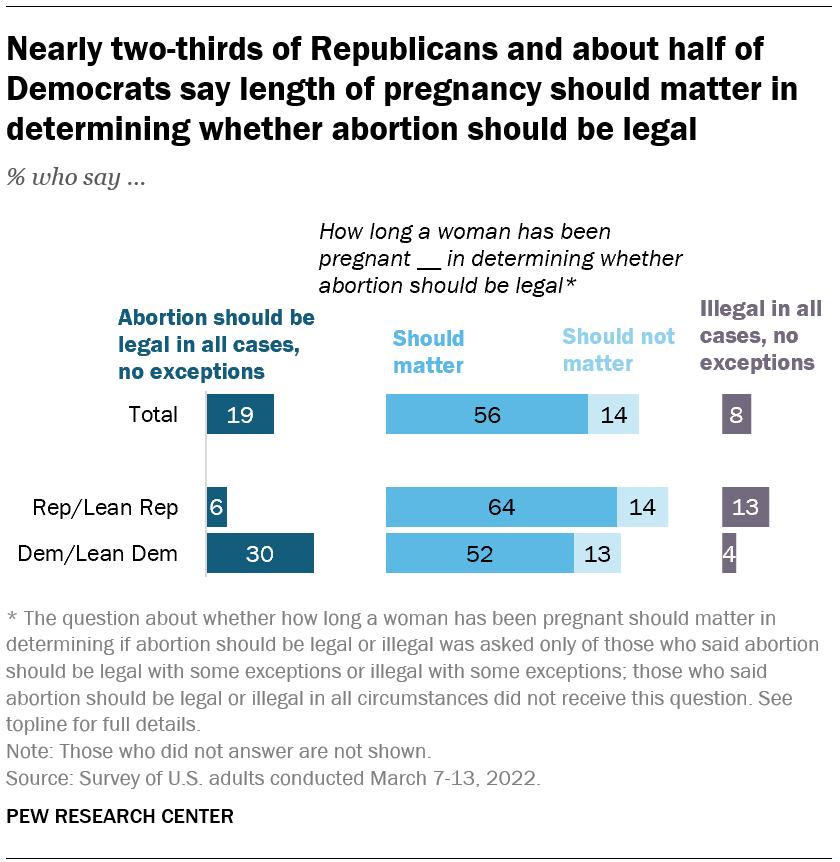 Nearly two-thirds of Republicans and about half of
Democrats say length of pregnancy should matter in
determining whether abortion should be legal
% who say ...
How long a woman has been
pregnant __ in determining whether
abortion should be legal*
Abortion should be
legal in all cases,
no exceptions
Should
matter
Should not
matter
Illegal in all
cases, no
exceptions
Total 19 56 14 8
Rep/Lean Rep 6 64 14 13
Dem/Lean Dem 30 52 13 4
* The question about whether how long a woman has been pregnant should matter in
determining if abortion should be legal or illegal was asked only of those who said abortion
should be legal with some exceptions or illegal with some exceptions; those who said
abortion should be legal or illegal in all circumstances did not receive this question. See
topline for full details.
Note: Those who did not answer are not shown.
Source: Survey of U.S. adults conducted March 7-13, 2022.
PEW RESEARCH CENTER